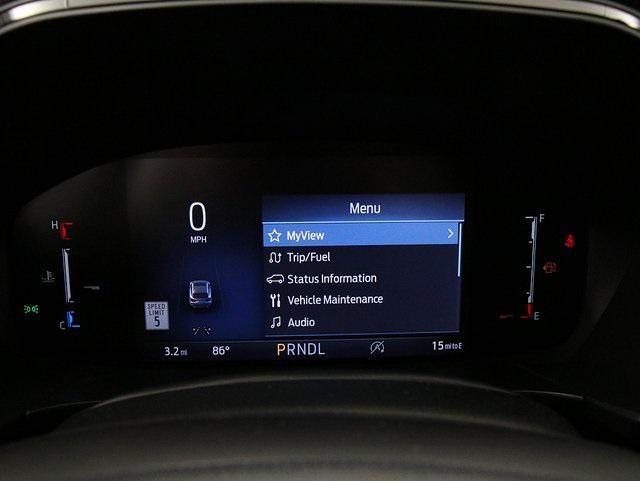 H
C
0
MPH
SPEED
LIMIT
5
Menu
MyView
Trip/Fuel
Status Information
Vehicle Maintenance
Audio
3.2 mi 86° PRNDL 15 mi to E
F
E